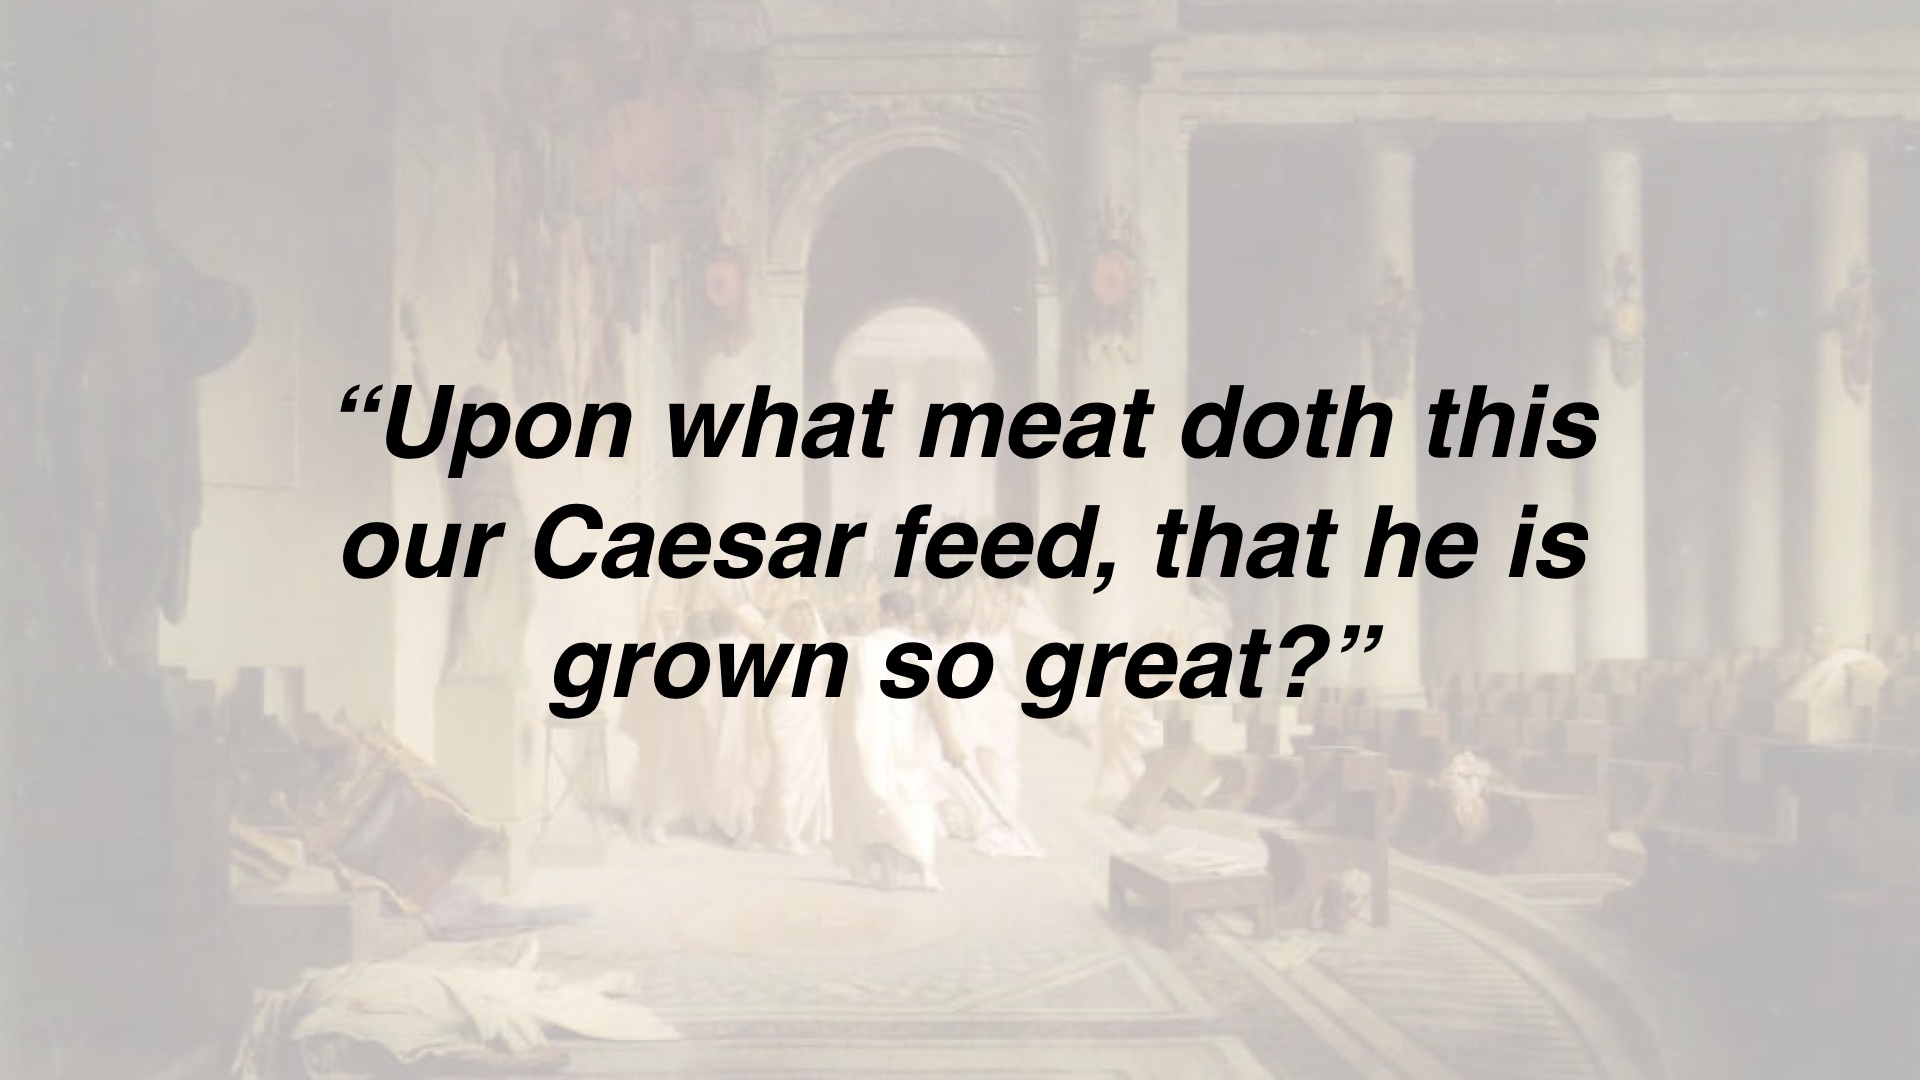 “Upon what meat doth this
our Caesar feed, that he is
grown so great?”